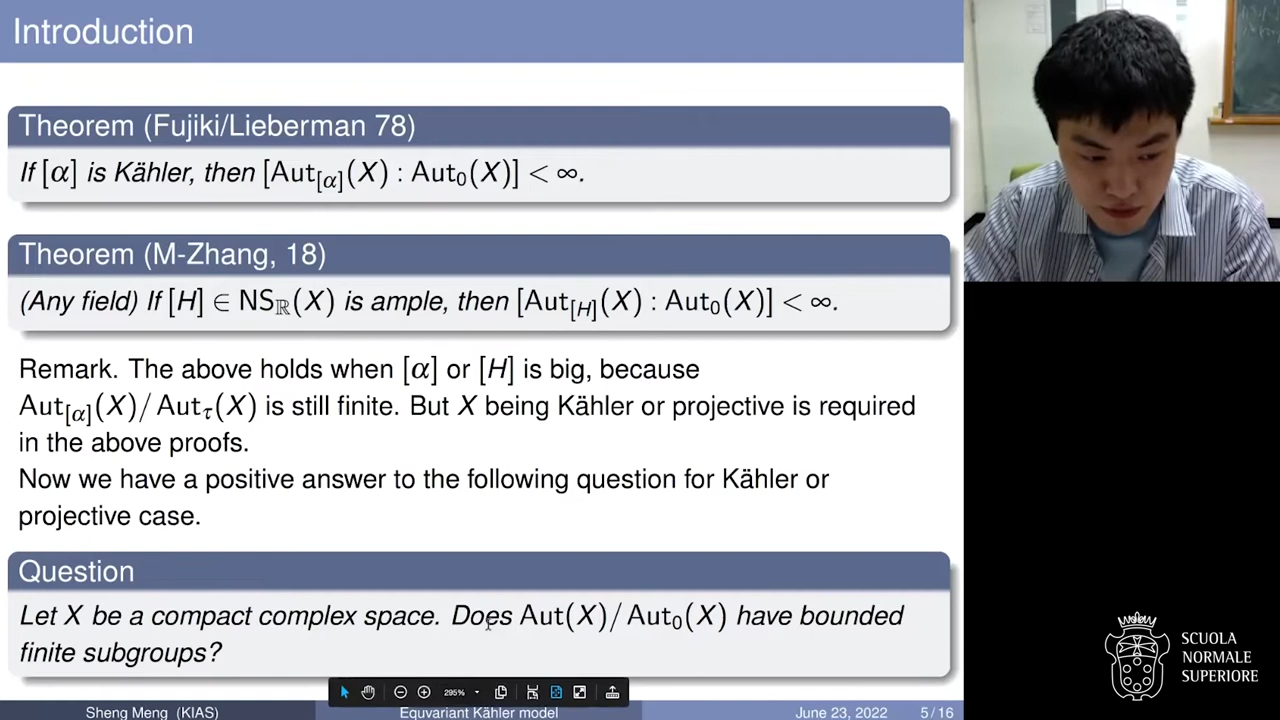 Introduction
Theorem (Fujiki/Lieberman 78)
If [α] is Kähler, then [Aut[α](X) : Aut₀(X)] < ∞.
Theorem (M-Zhang, 18)
(Any field) If [H] ∈ NSℝ(X) is ample, then [Aut[H](X) : Aut₀(X)] < ∞.
Remark. The above holds when [α] or [H] is big, because
Aut[α](X)/Autτ(X) is still finite. But X being Kähler or projective is required
in the above proofs.
Now we have a positive answer to the following question for Kähler or
projective case.
Question
Let X be a compact complex space. Does Aut(X)/Aut₀(X) have bounded
finite subgroups?
295%
Sheng Meng (KIAS)
Equvariant Kähler model
June 23, 2022
5/16
SCUOLA
NORMALE
SUPERIORE